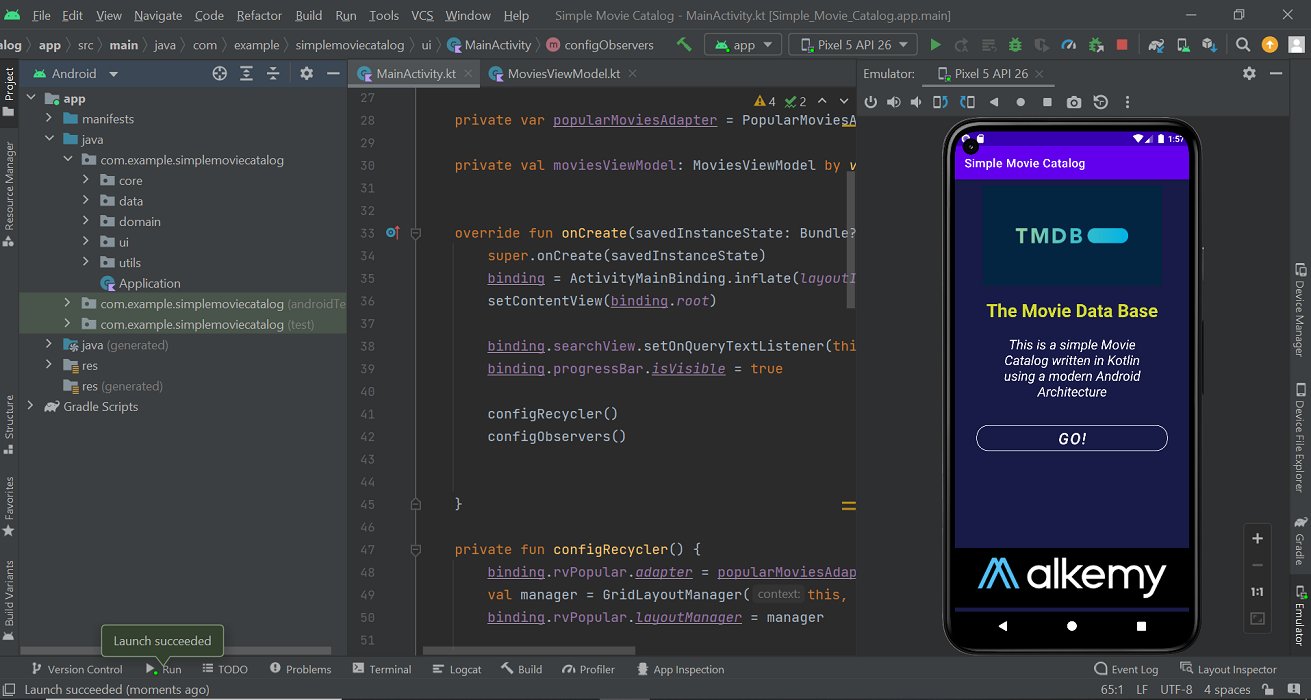 File Edit View Navigate Code Refactor Build Run Tools VCS Window Help Simple Movie Catalog - MainActivity.kt [Simple_Movie_Catalog.app.main]
alog app src main java com example simplemoviecatalog ui MainActivity configObservers app Pixel 5 API 26
Project
Resource Manager
Structure
Favorites
Build Variants
Android
app
manifests
java
com.example.simplemoviecatalog
core
data
domain
ui
utils
Application
com.example.simplemoviecatalog (androidTe
com.example.simplemoviecatalog (test)
java (generated)
res
res (generated)
Gradle Scripts
MainActivity.kt MoviesViewModel.kt
4 2
27
28 private var popularMoviesAdapter = PopularMoviesA
29
30 private val moviesViewModel: MoviesViewModel by v
31
32
33 override fun onCreate(savedInstanceState: Bundle?
34 super.onCreate(savedInstanceState)
35 binding = ActivityMainBinding.inflate(layoutI
36 setContentView(binding.root)
37
38 binding.searchView.setOnQueryTextListener(thi
39 binding.progressBar.isVisible = true
40
41 configRecycler()
42 configObservers()
43
44
45 }
46
47 private fun configRecycler() {
48 binding.rvPopular.adapter = popularMoviesAdap
49 val manager = GridLayoutManager( context: this,
50 binding.rvPopular.layoutManager = manager
51
Emulator: Pixel 5 API 26
1:57
Simple Movie Catalog
TMDB
The Movie Data Base
This is a simple Movie
Catalog written in Kotlin
using a modern Android
Architecture
GO!
alkemy
1:1
Device Manager
Device File Explorer
Gradle
Emulator
Launch succeeded
Version Control Run TODO Problems Terminal Logcat Build Profiler App Inspection Event Log Layout Inspector
Launch succeeded (moments ago) 65:1 LF UTF-8 4 spaces